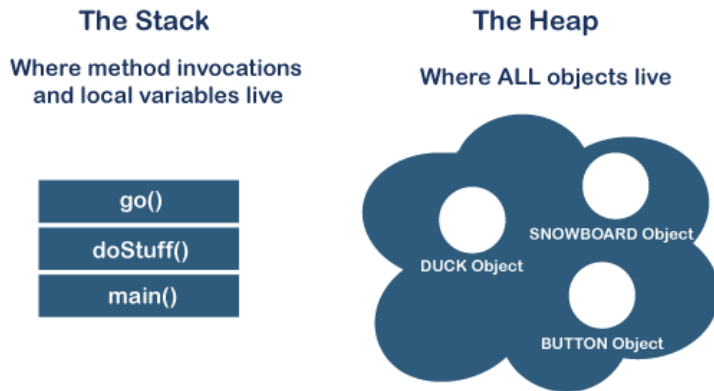 The Stack
Where method invocations
and local variables live
go()
doStuff()
main()
The Heap
Where ALL objects live
SNOWBOARD Object
DUCK Object
BUTTON Object